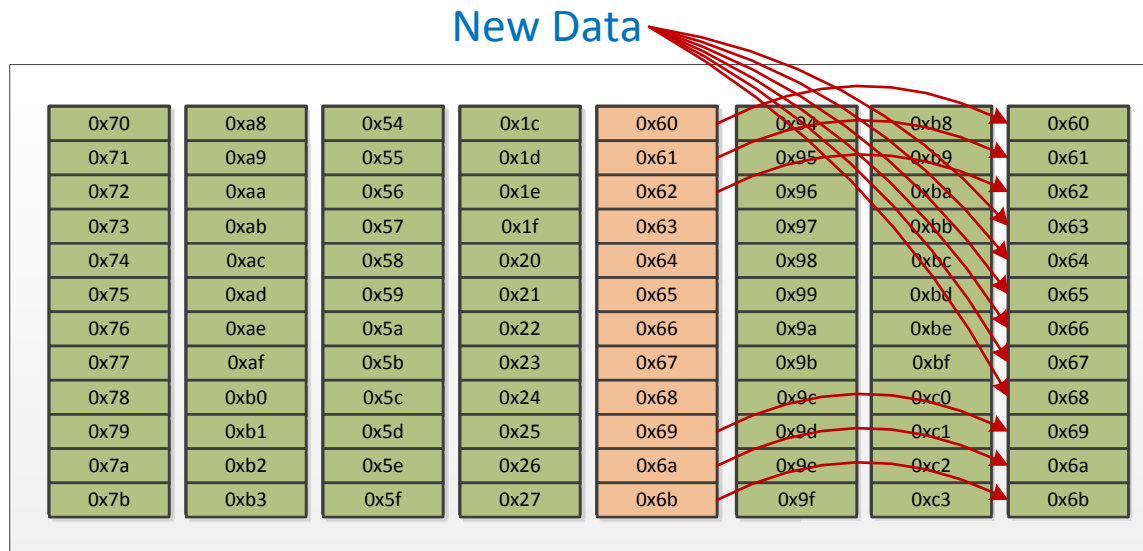 New Data
0x70 0xa8 0x54 0x1c 0x60 0x94 0xb8 0x60
0x71 0xa9 0x55 0x1d 0x61 0x95 0xb9 0x61
0x72 0xaa 0x56 0x1e 0x62 0x96 0xba 0x62
0x73 0xab 0x57 0x1f 0x63 0x97 0xbb 0x63
0x74 0xac 0x58 0x20 0x64 0x98 0xbc 0x64
0x75 0xad 0x59 0x21 0x65 0x99 0xbd 0x65
0x76 0xae 0x5a 0x22 0x66 0x9a 0xbe 0x66
0x77 0xaf 0x5b 0x23 0x67 0x9b 0xbf 0x67
0x78 0xb0 0x5c 0x24 0x68 0x9c 0xc0 0x68
0x79 0xb1 0x5d 0x25 0x69 0x9d 0xc1 0x69
0x7a 0xb2 0x5e 0x26 0x6a 0x9e 0xc2 0x6a
0x7b 0xb3 0x5f 0x27 0x6b 0x9f 0xc3 0x6b